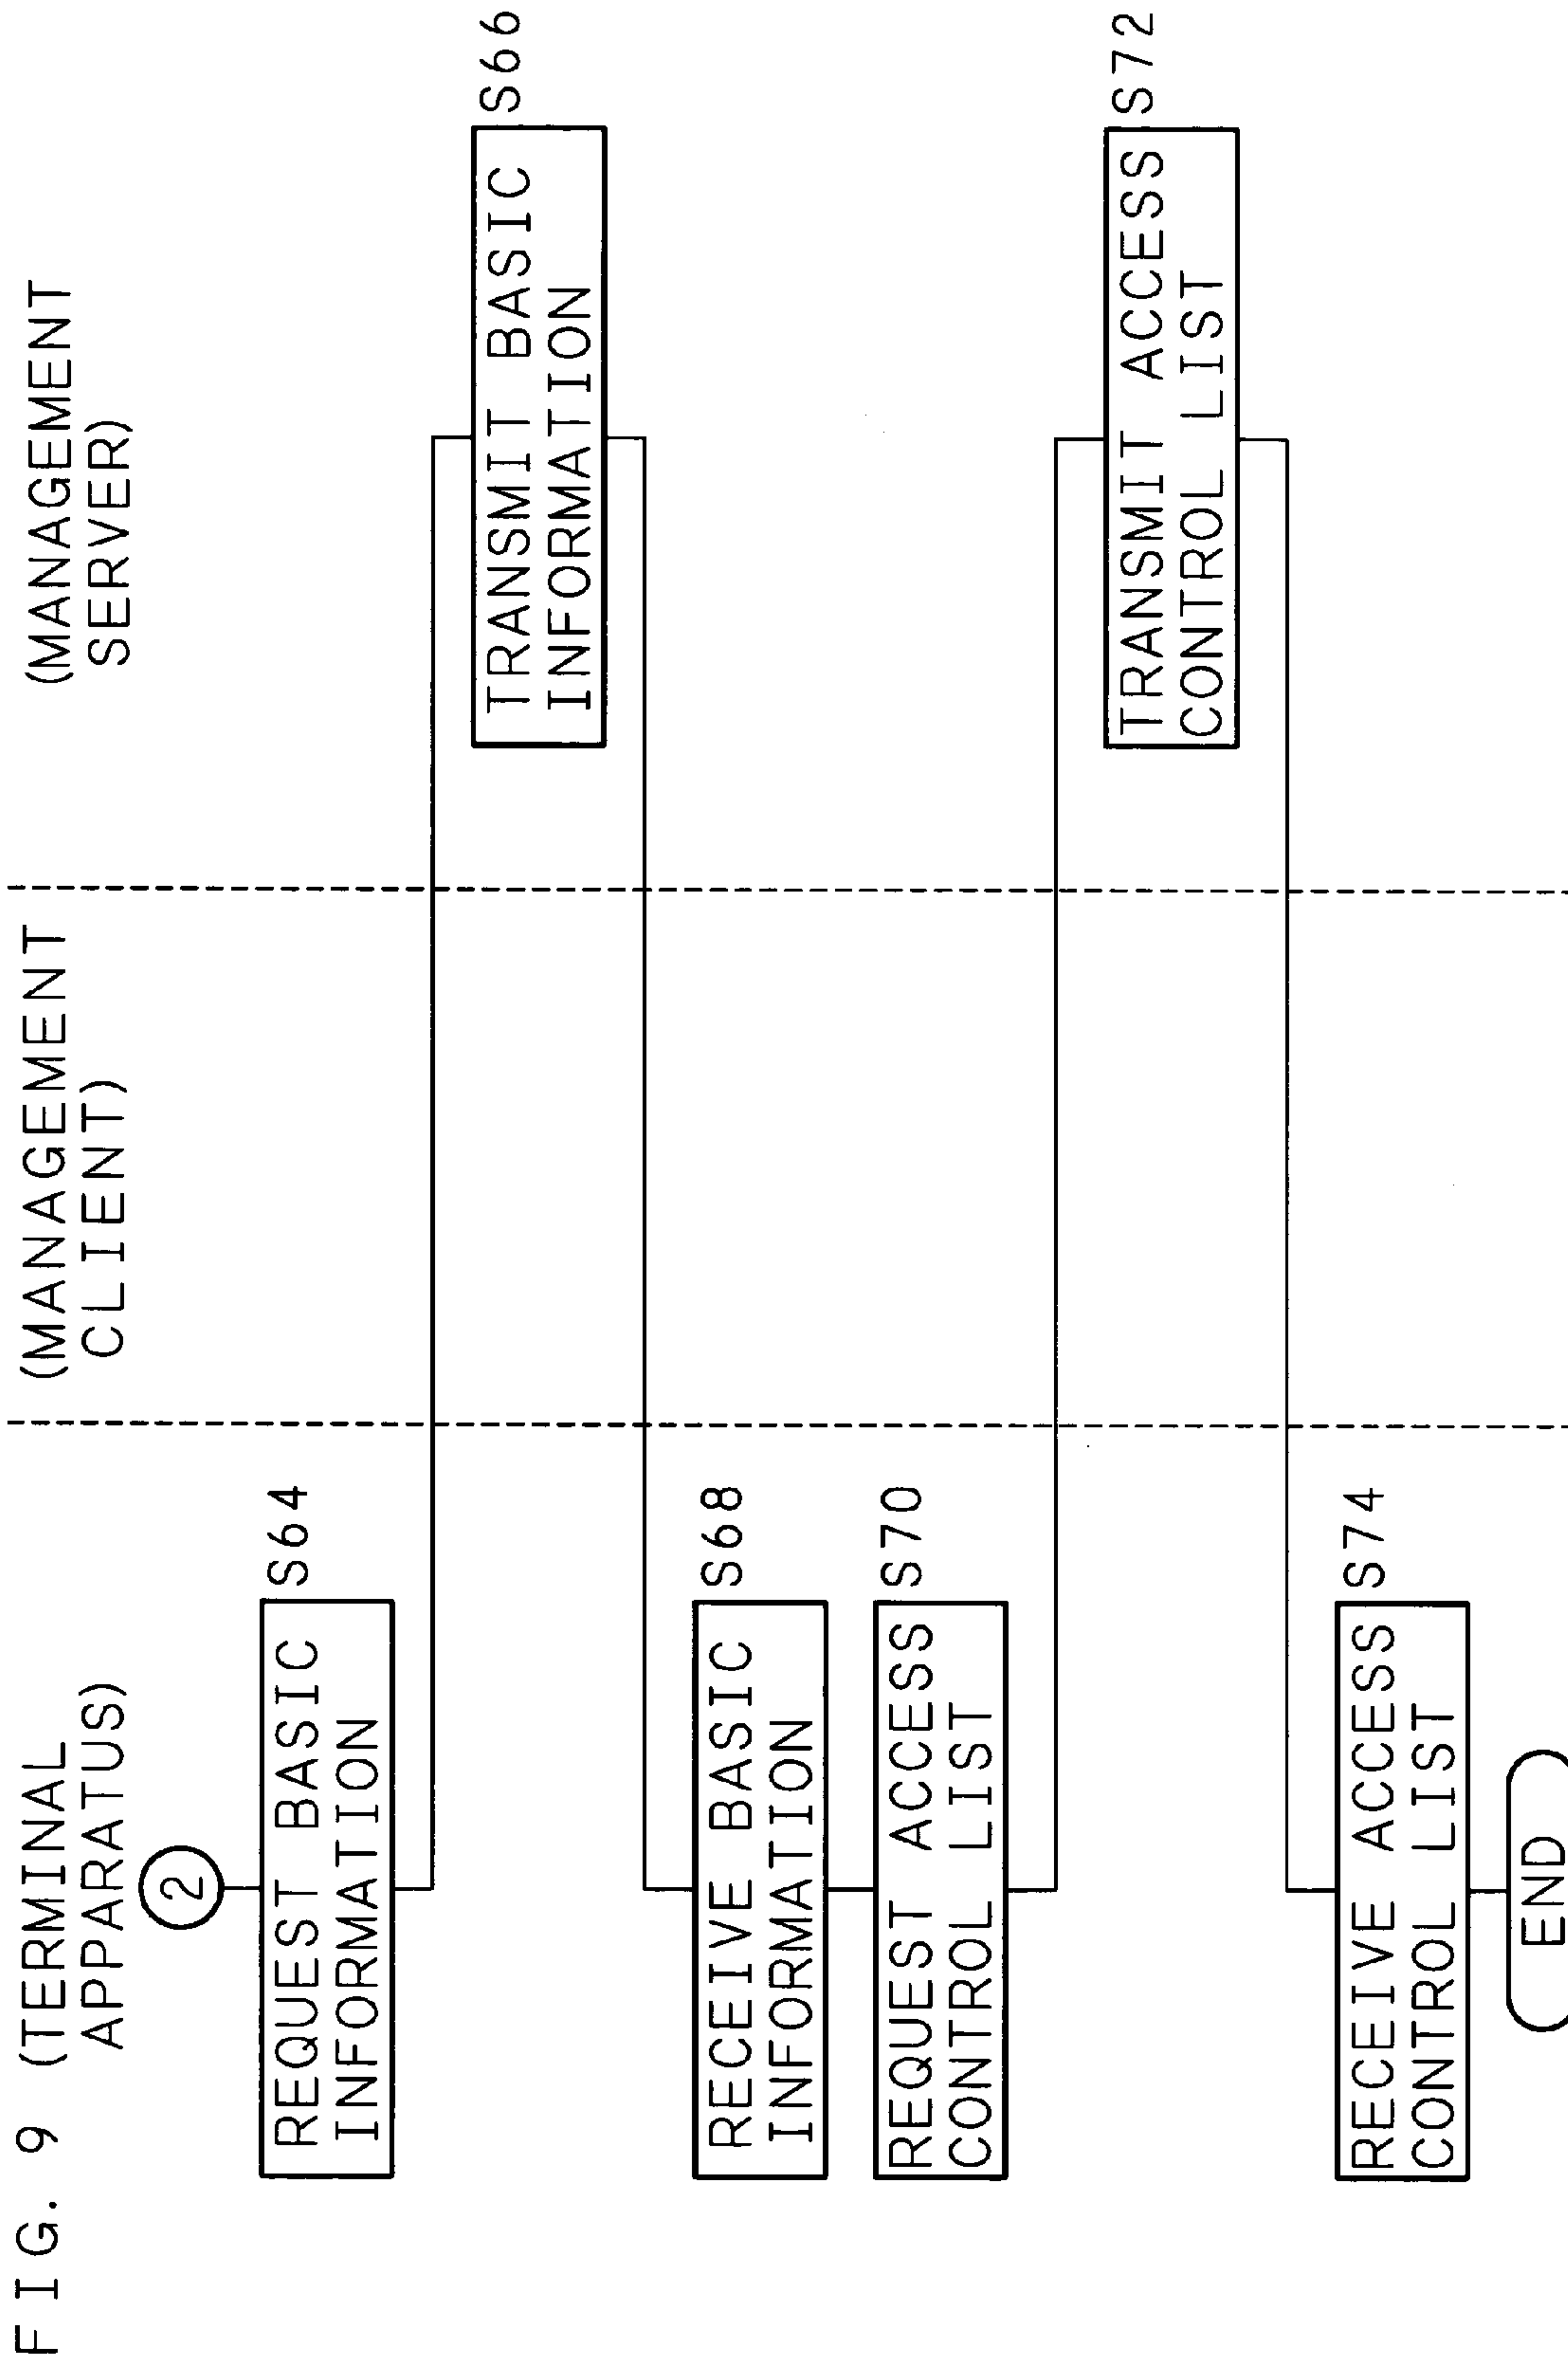 FIG. 9
(TERMINAL
APPARATUS)
(MANAGEMENT
CLIENT)
(MANAGEMENT
SERVER)
2
REQUEST BASIC
INFORMATION
S64
TRANSMIT BASIC
INFORMATION
S66
RECEIVE BASIC
INFORMATION
S68
REQUEST ACCESS
CONTROL LIST
S70
TRANSMIT ACCESS
CONTROL LIST
S72
RECEIVE ACCESS
CONTROL LIST
S74
END